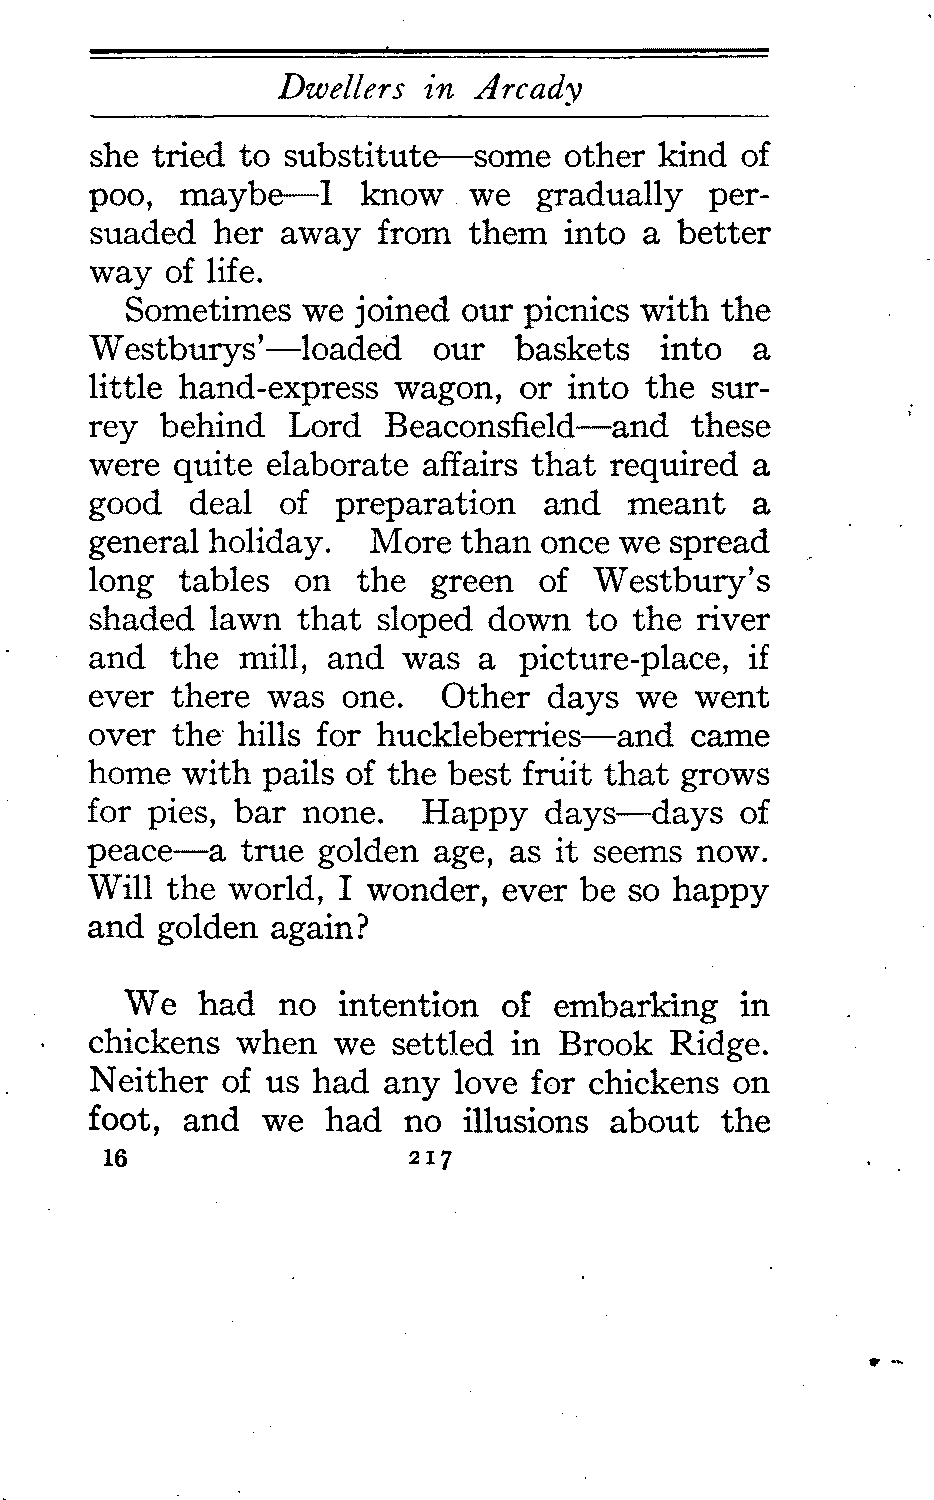 Dwellers in Arcady
she tried to substitute—some other kind of
poo, maybe—I know we gradually per-
suaded her away from them into a better
way of life.
Sometimes we joined our picnics with the
Westburys'—loaded our baskets into a
little hand-express wagon, or into the sur-
rey behind Lord Beaconsfield—and these
were quite elaborate affairs that required a
good deal of preparation and meant a
general holiday. More than once we spread
long tables on the green of Westbury's
shaded lawn that sloped down to the river
and the mill, and was a picture-place, if
ever there was one. Other days we went
over the hills for huckleberries—and came
home with pails of the best fruit that grows
for pies, bar none. Happy days—days of
peace—a true golden age, as it seems now.
Will the world, I wonder, ever be so happy
and golden again?
We had no intention of embarking in
chickens when we settled in Brook Ridge.
Neither of us had any love for chickens on
foot, and we had no illusions about the
16 217